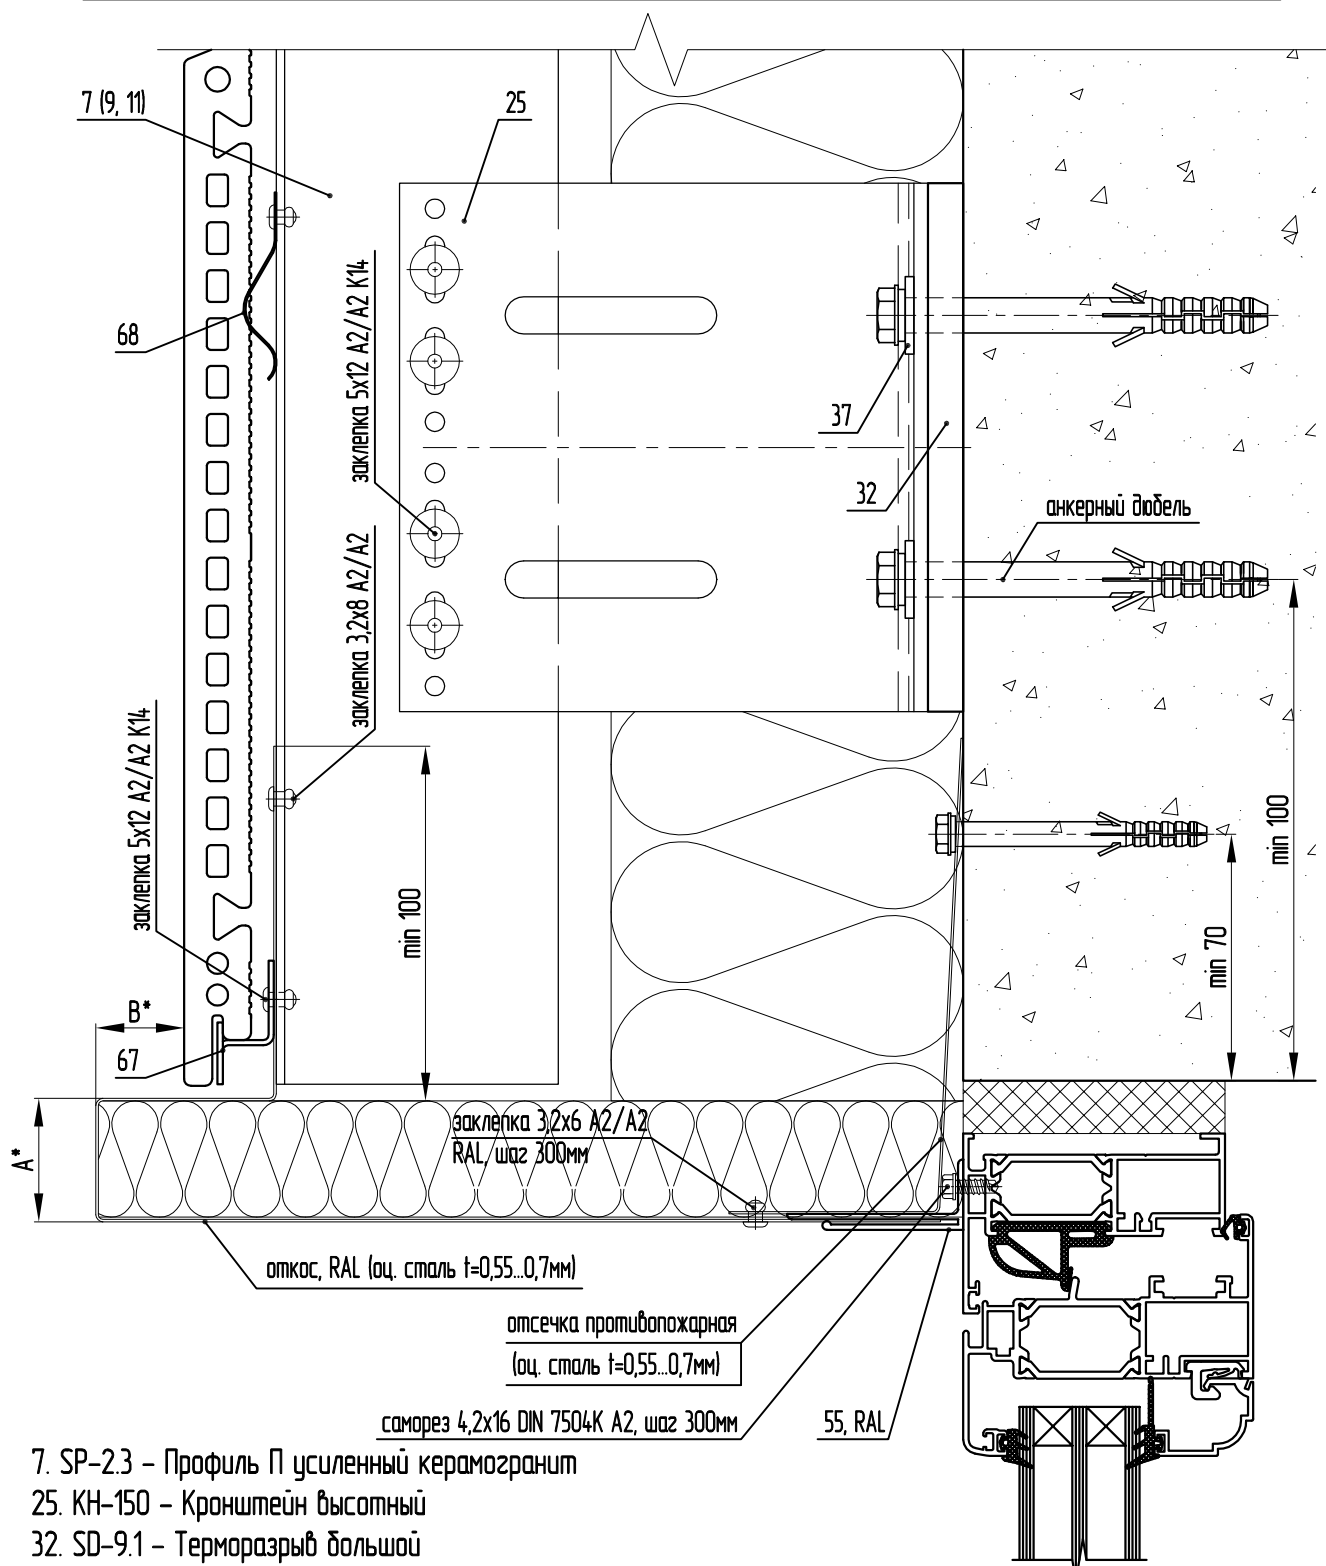 7 (9, 11)
25
68
заклепка 5х12 А2/А2 К14
37
32
анкерный дюбель
заклепка 3,2х8 А2/А2
заклепка 5х12 А2/А2 К14
min 100
min 100
min 70
В*
67
А*
заклепка 3,2х6 А2/А2
RAL, шаг 300мм
откос, RAL (оц. сталь t=0,55...0,7мм)
отсечка противопожарная
(оц. сталь t=0,55...0,7мм)
саморез 4,2х16 DIN 7504K А2, шаг 300мм
55, RAL
7. SP-2.3 - Профиль П усиленный керамогранит
25. КН-150 - Кронштейн высотный
32. SD-9.1 - Терморазрыв большой